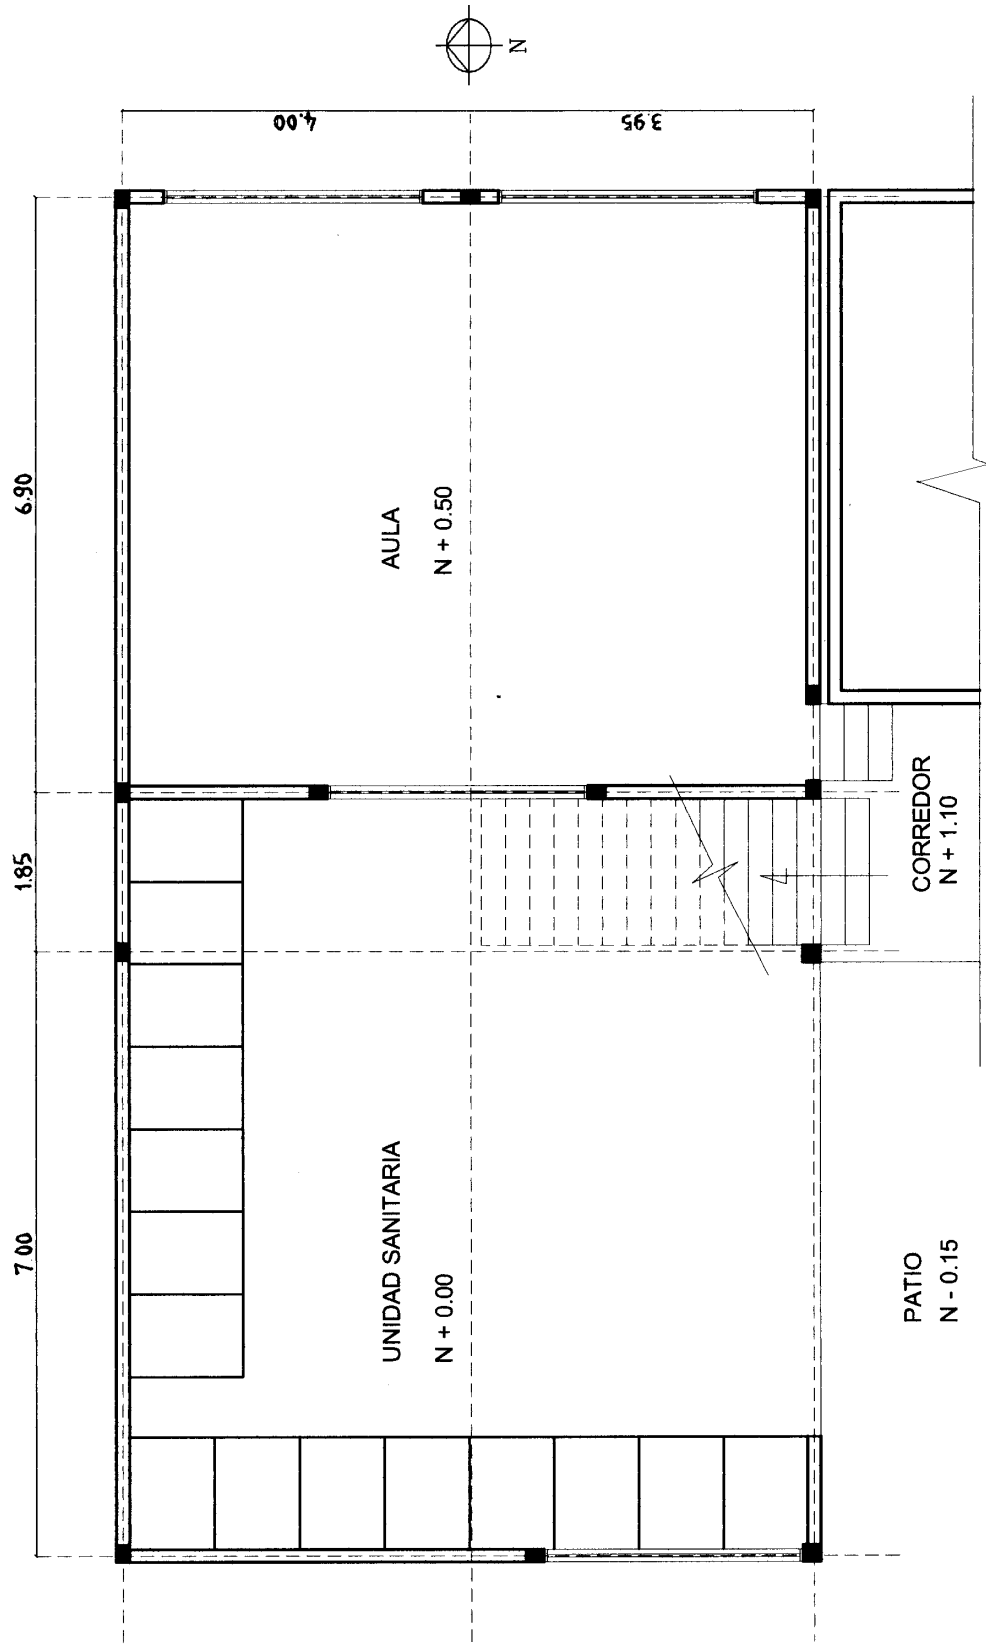 N
4.00
3.95
6.90
1.85
7.00
AULA
N + 0.50
UNIDAD SANITARIA
N + 0.00
CORREDOR
N + 1.10
PATIO
N - 0.15